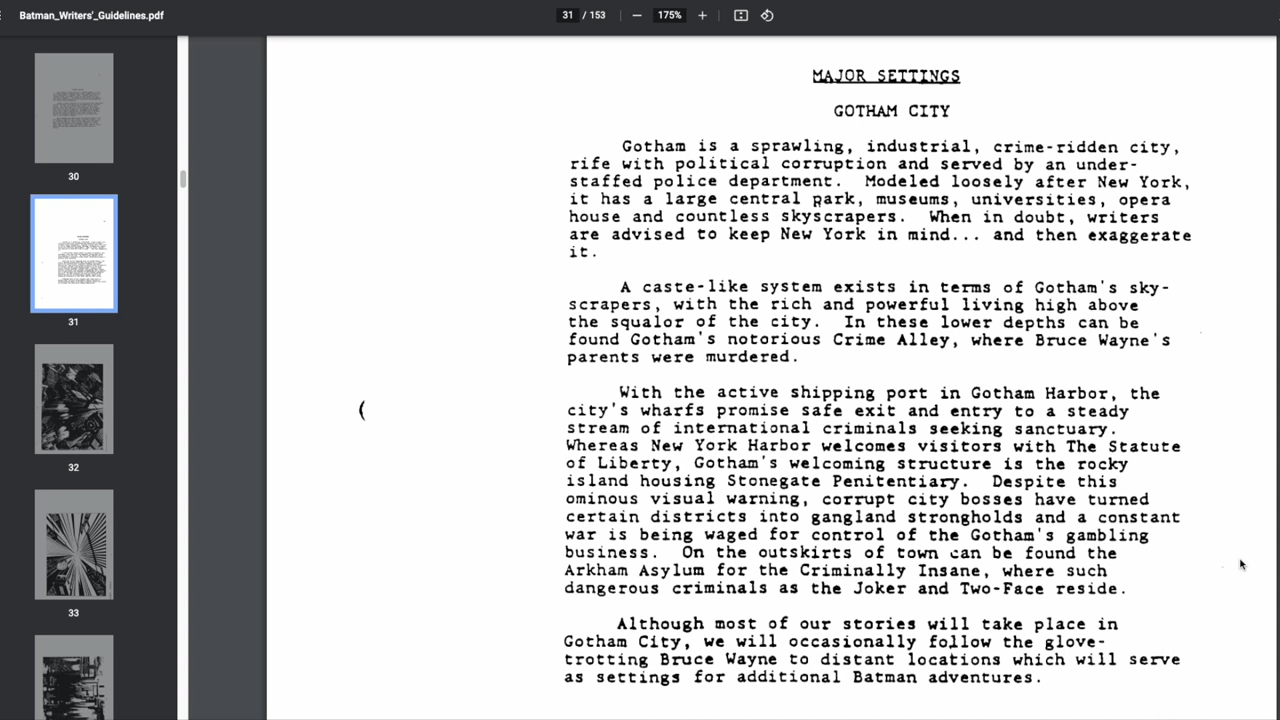 Batman_Writers'_Guidelines.pdf
31 / 153
175%
30
31
32
33
MAJOR SETTINGS
GOTHAM CITY
Gotham is a sprawling, industrial, crime-ridden city,
rife with political corruption and served by an under-
staffed police department. Modeled loosely after New York,
it has a large central park, museums, universities, opera
house and countless skyscrapers. When in doubt, writers
are advised to keep New York in mind... and then exaggerate
it.
A caste-like system exists in terms of Gotham's sky-
scrapers, with the rich and powerful living high above
the squalor of the city. In these lower depths can be
found Gotham's notorious Crime Alley, where Bruce Wayne's
parents were murdered.
With the active shipping port in Gotham Harbor, the
city's wharfs promise safe exit and entry to a steady
stream of international criminals seeking sanctuary.
Whereas New York Harbor welcomes visitors with The Statute
of Liberty, Gotham's welcoming structure is the rocky
island housing Stonegate Penitentiary. Despite this
ominous visual warning, corrupt city bosses have turned
certain districts into gangland strongholds and a constant
war is being waged for control of the Gotham's gambling
business. On the outskirts of town can be found the
Arkham Asylum for the Criminally Insane, where such
dangerous criminals as the Joker and Two-Face reside.
Although most of our stories will take place in
Gotham City, we will occasionally follow the glove-
trotting Bruce Wayne to distant locations which will serve
as settings for additional Batman adventures.